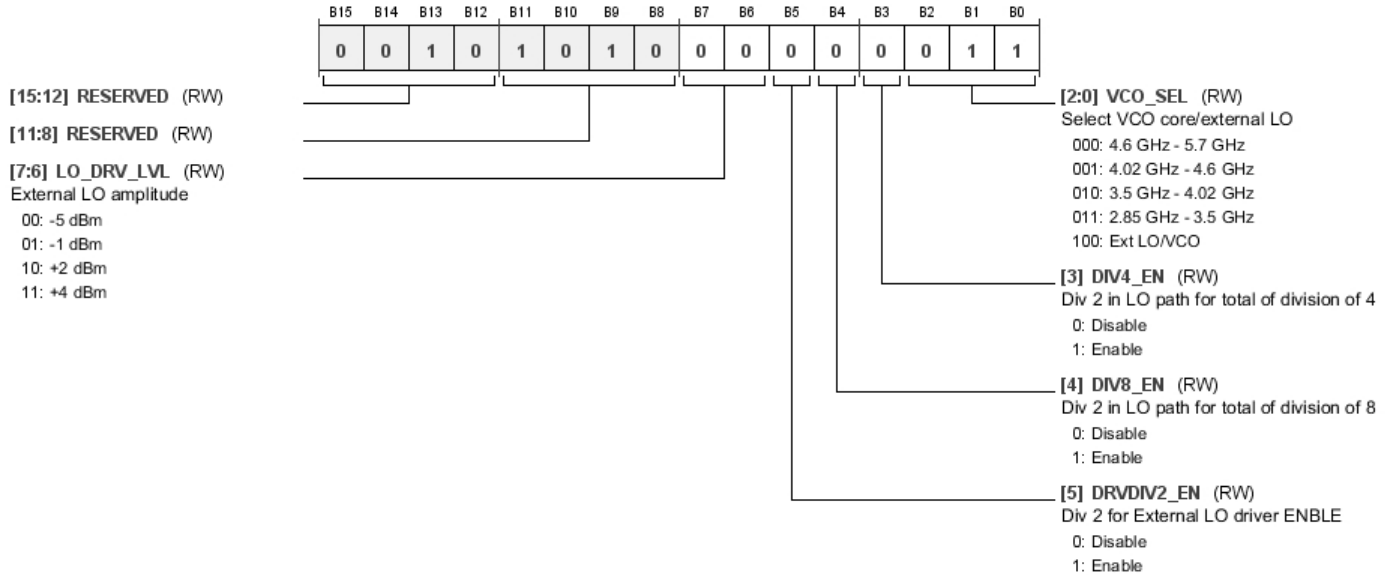 B15 B14 B13 B12 B11 B10 B9 B8 B7 B6 B5 B4 B3 B2 B1 B0
0 0 1 0 1 0 1 0 0 0 0 0 0 0 1 1
[15:12] RESERVED (RW)
[11:8] RESERVED (RW)
[7:6] LO_DRV_LVL (RW)
External LO amplitude
00: -5 dBm
01: -1 dBm
10: +2 dBm
11: +4 dBm
[2:0] VCO_SEL (RW)
Select VCO core/external LO
000: 4.6 GHz - 5.7 GHz
001: 4.02 GHz - 4.6 GHz
010: 3.5 GHz - 4.02 GHz
011: 2.85 GHz - 3.5 GHz
100: Ext LO/VCO
[3] DIV4_EN (RW)
Div 2 in LO path for total of division of 4
0: Disable
1: Enable
[4] DIV8_EN (RW)
Div 2 in LO path for total of division of 8
0: Disable
1: Enable
[5] DRVDIV2_EN (RW)
Div 2 for External LO driver ENBLE
0: Disable
1: Enable